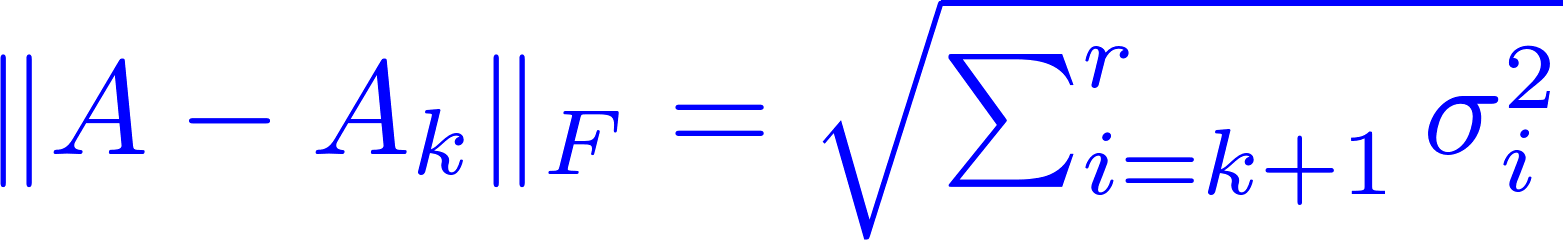 ‖A − A_k‖_F = √(∑_{i=k+1}^{r} σ_i^2)